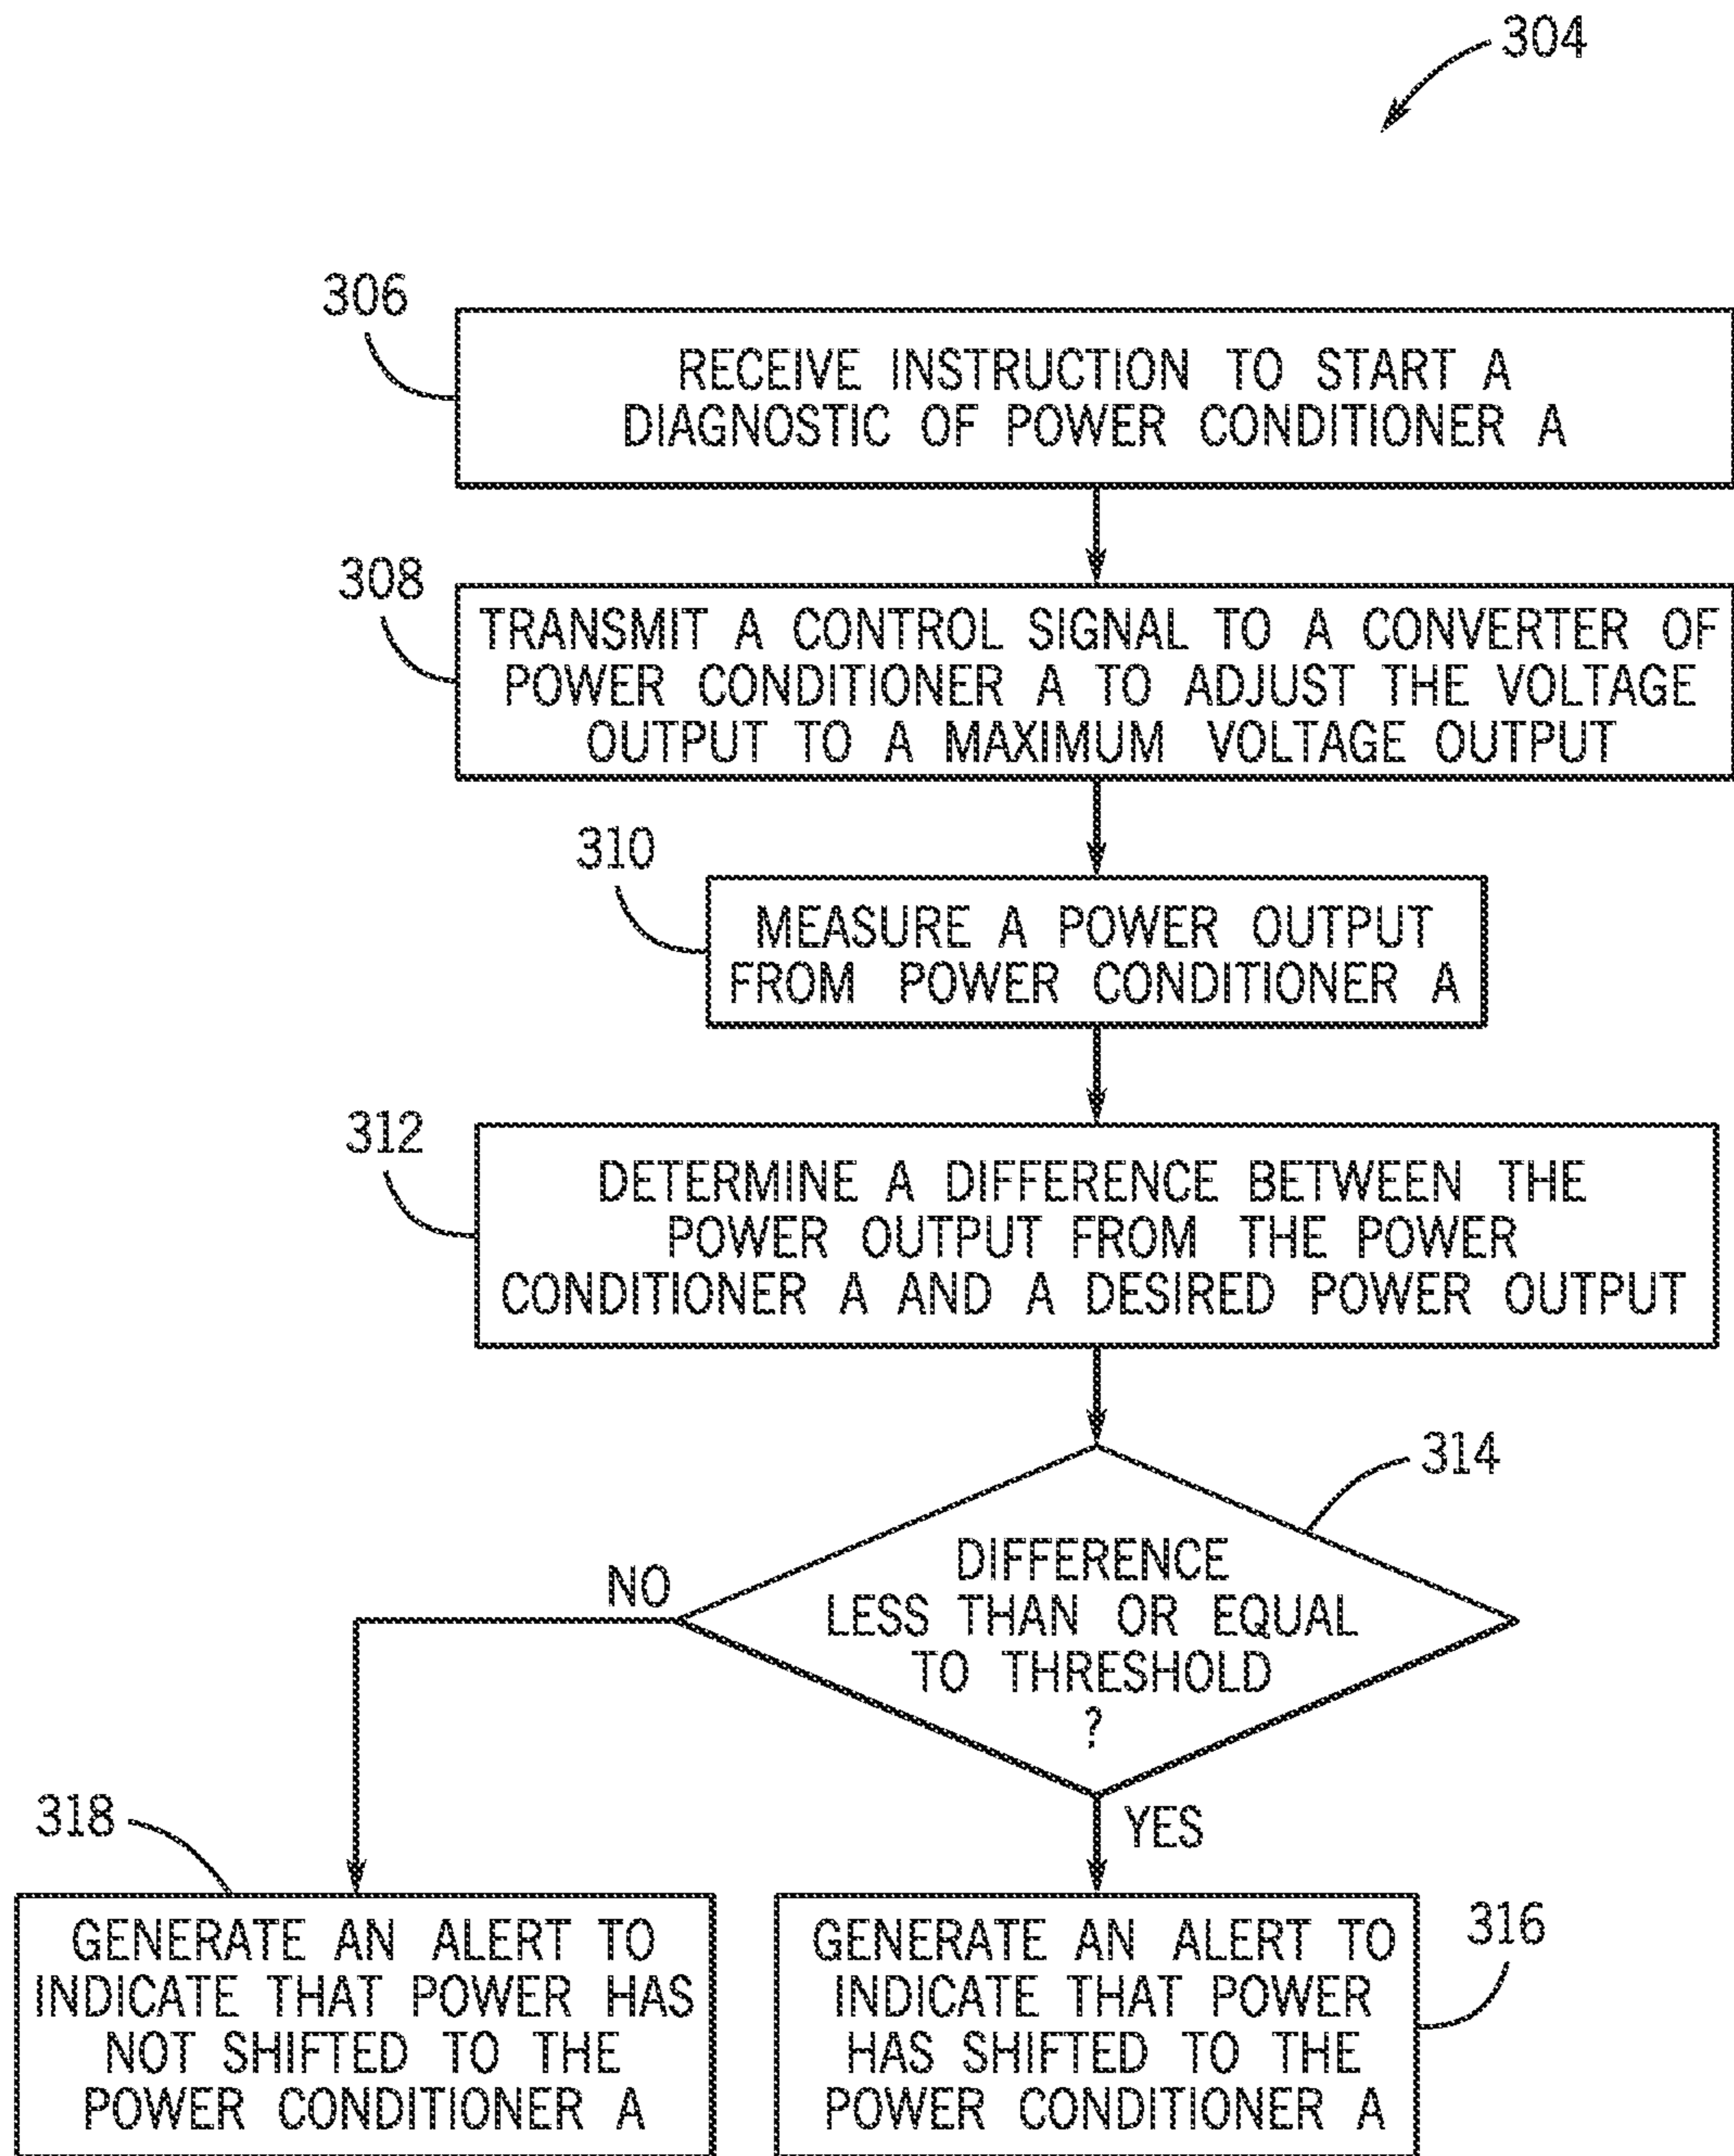 304
306
RECEIVE INSTRUCTION TO START A
DIAGNOSTIC OF POWER CONDITIONER A
308
TRANSMIT A CONTROL SIGNAL TO A CONVERTER OF
POWER CONDITIONER A TO ADJUST THE VOLTAGE
OUTPUT TO A MAXIMUM VOLTAGE OUTPUT
310
MEASURE A POWER OUTPUT
FROM POWER CONDITIONER A
312
DETERMINE A DIFFERENCE BETWEEN THE
POWER OUTPUT FROM THE POWER
CONDITIONER A AND A DESIRED POWER OUTPUT
314
DIFFERENCE
LESS THAN OR EQUAL
TO THRESHOLD
?
NO
YES
318
GENERATE AN ALERT TO
INDICATE THAT POWER HAS
NOT SHIFTED TO THE
POWER CONDITIONER A
316
GENERATE AN ALERT TO
INDICATE THAT POWER
HAS SHIFTED TO THE
POWER CONDITIONER A